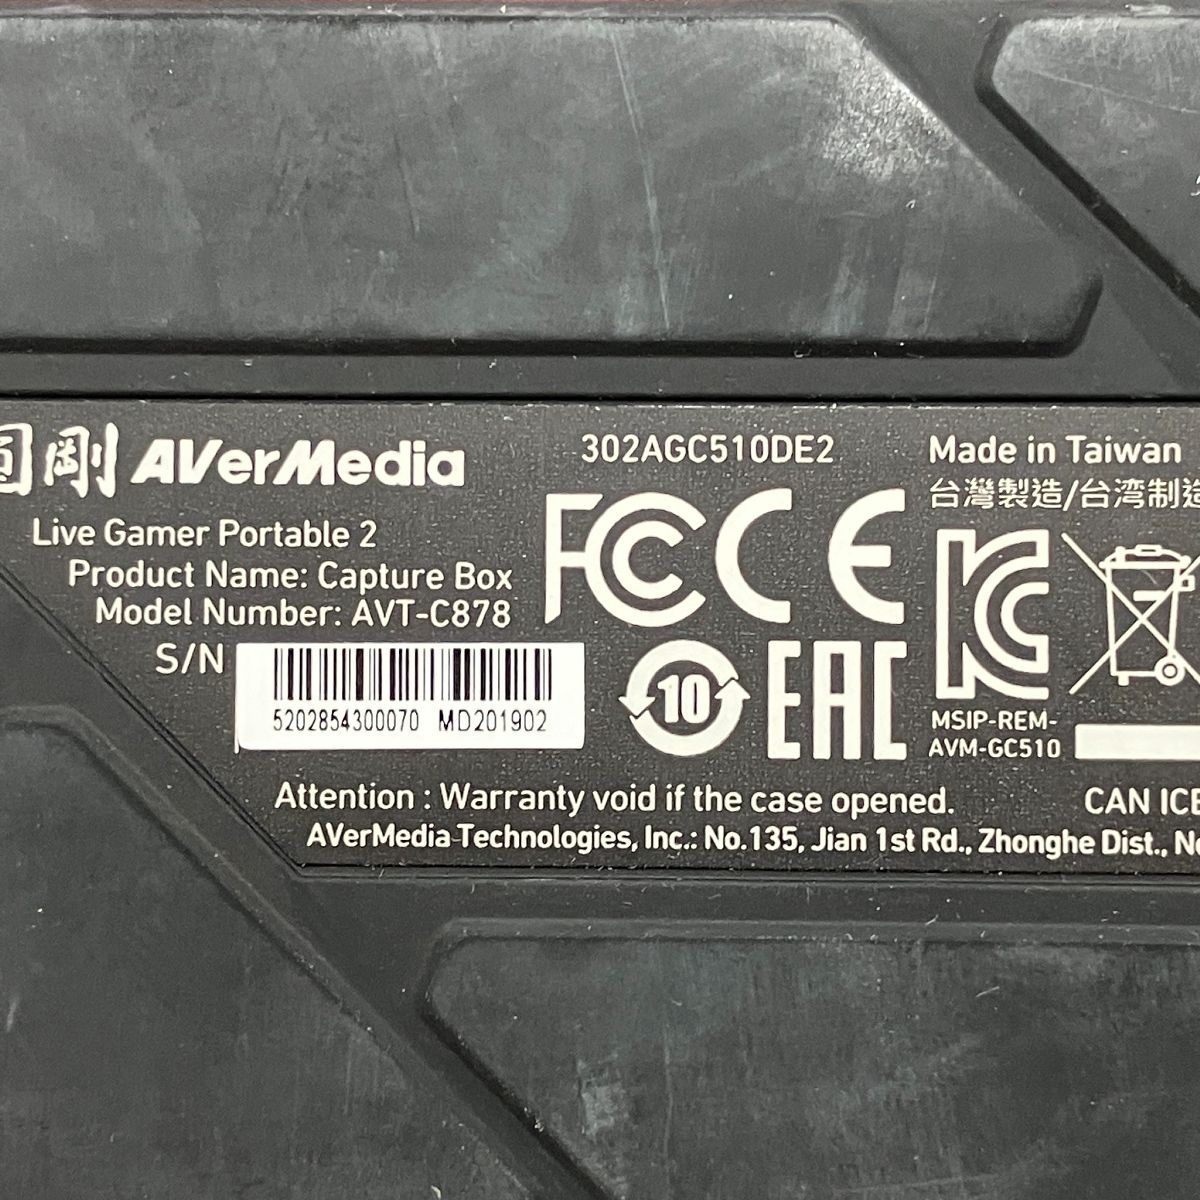 圓剛 AVerMedia
Live Gamer Portable 2
Product Name: Capture Box
Model Number: AVT-C878
S/N
5202854300070 MD201902
302AGC510DE2
FC CE
10 EAC
Made in Taiwan
台灣製造/台湾制造
KC
MSIP-REM-
AVM-GC510
Attention : Warranty void if the case opened.
CAN ICE
AVerMedia Technologies, Inc.: No.135, Jian 1st Rd., Zhonghe Dist.,